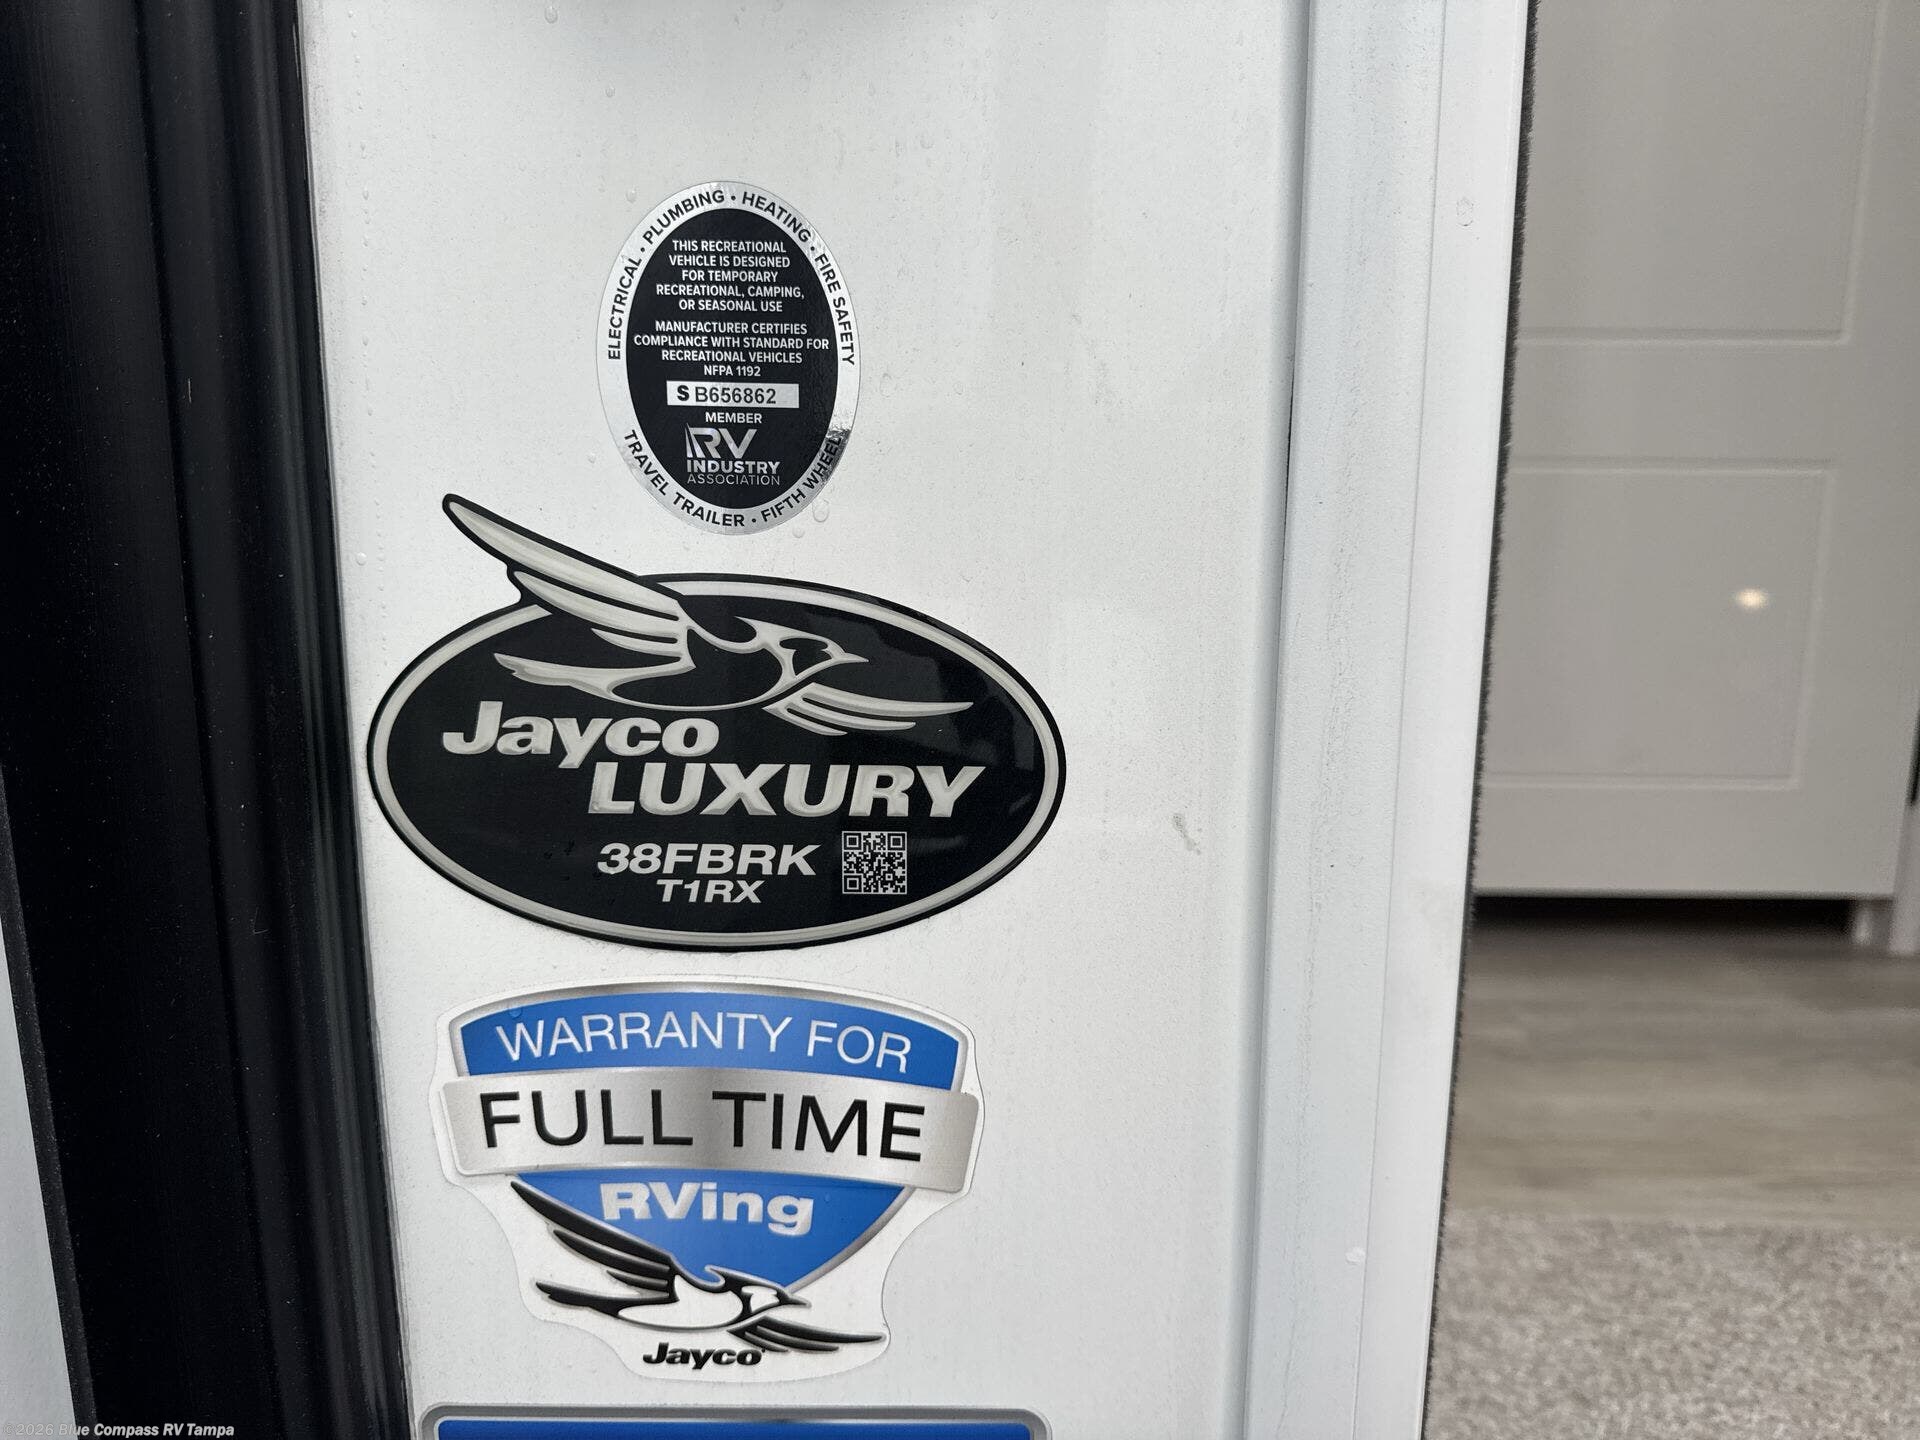 ELECTRICAL • PLUMBING • HEATING • FIRE SAFETY
THIS RECREATIONAL
VEHICLE IS DESIGNED
FOR TEMPORARY
RECREATIONAL, CAMPING,
OR SEASONAL USE
MANUFACTURER CERTIFIES
COMPLIANCE WITH STANDARD FOR
RECREATIONAL VEHICLES
NFPA 1192
S B656862
MEMBER
RV
INDUSTRY
ASSOCIATION
TRAVEL TRAILER • FIFTH WHEEL
Jayco
LUXURY
38FBRK
T1RX
WARRANTY FOR
FULL TIME
RVing
Jayco
©2026 Blue Compass RV Tampa